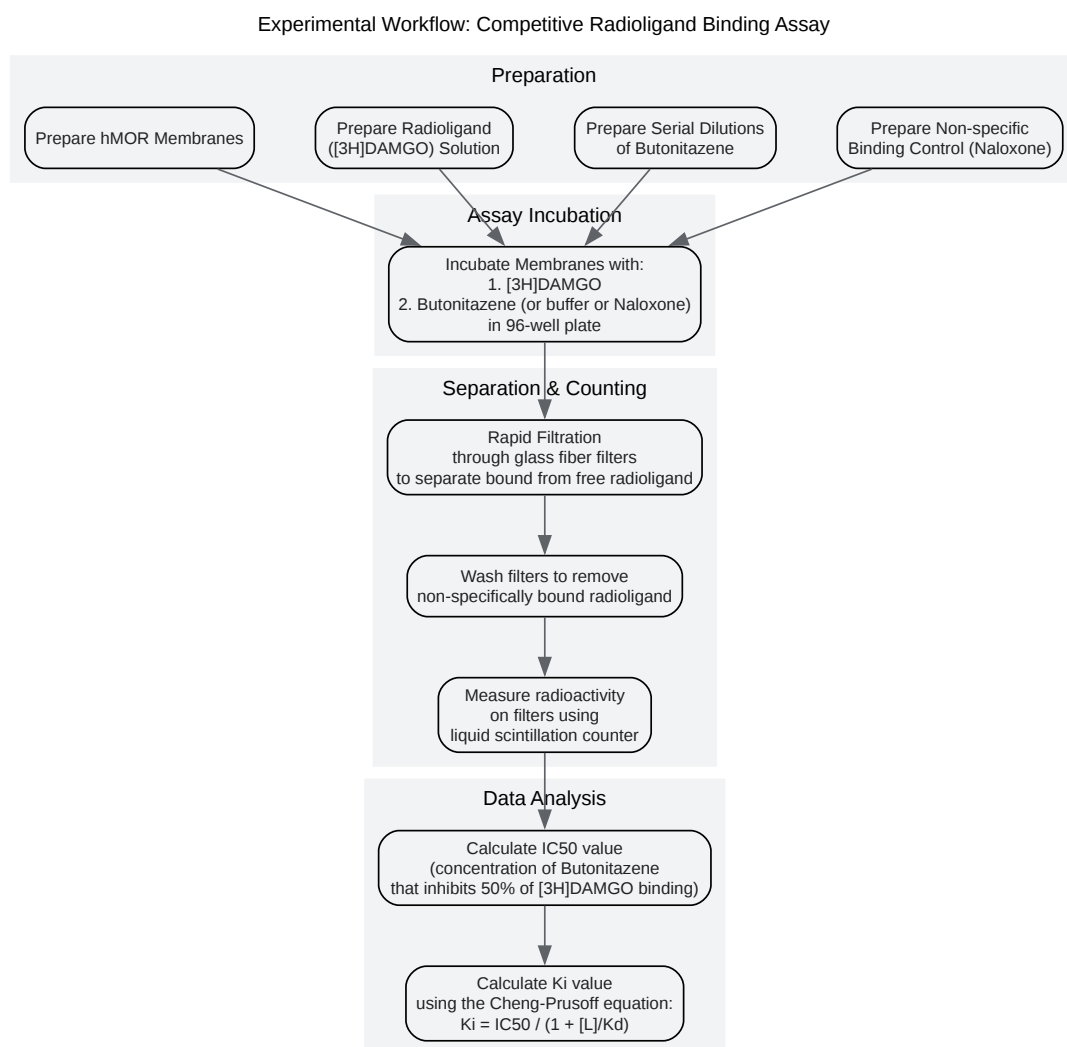 Experimental Workflow: Competitive Radioligand Binding Assay
Preparation
Prepare hMOR Membranes
Prepare Radioligand
([3H]DAMGO) Solution
Prepare Serial Dilutions
of Butonitazene
Prepare Non-specific
Binding Control (Naloxone)
Assay Incubation
Incubate Membranes with:
1. [3H]DAMGO
2. Butonitazene (or buffer or Naloxone)
in 96-well plate
Separation & Counting
Rapid Filtration
through glass fiber filters
to separate bound from free radioligand
Wash filters to remove
non-specifically bound radioligand
Measure radioactivity
on filters using
liquid scintillation counter
Data Analysis
Calculate IC50 value
(concentration of Butonitazene
that inhibits 50% of [3H]DAMGO binding)
Calculate Ki value
using the Cheng-Prusoff equation:
Ki = IC50 / (1 + [L]/Kd)